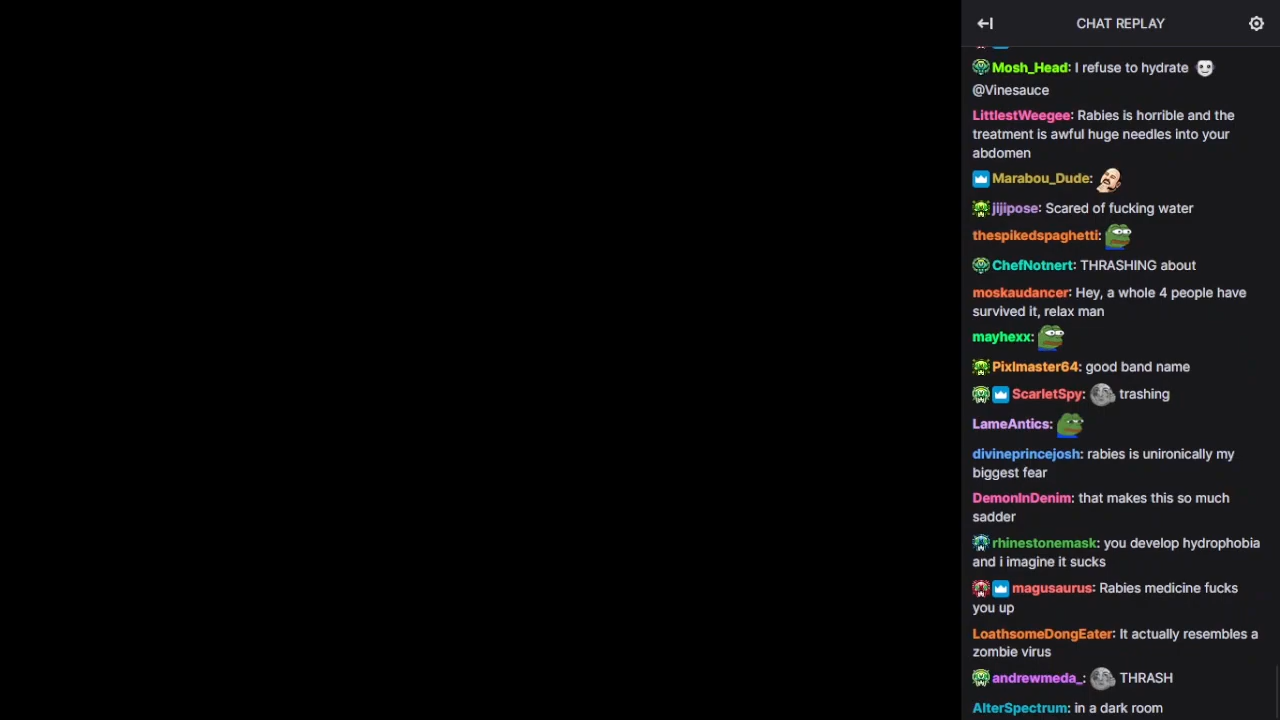 CHAT REPLAY
Mosh_Head: I refuse to hydrate
@Vinesauce
LittlestWeegee: Rabies is horrible and the
treatment is awful huge needles into your
abdomen
Marabou_Dude:
jijipose: Scared of fucking water
thespikedspaghetti:
ChefNotnert: THRASHING about
moskaudancer: Hey, a whole 4 people have
survived it, relax man
mayhexx:
Pixlmaster64: good band name
ScarletSpy: trashing
LameAntics:
divineprincejosh: rabies is unironically my
biggest fear
DemonInDenim: that makes this so much
sadder
rhinestonemask: you develop hydrophobia
and i imagine it sucks
magusaurus: Rabies medicine fucks
you up
LoathsomeDongEater: It actually resembles a
zombie virus
andrewmeda_: THRASH
AlterSpectrum: in a dark room